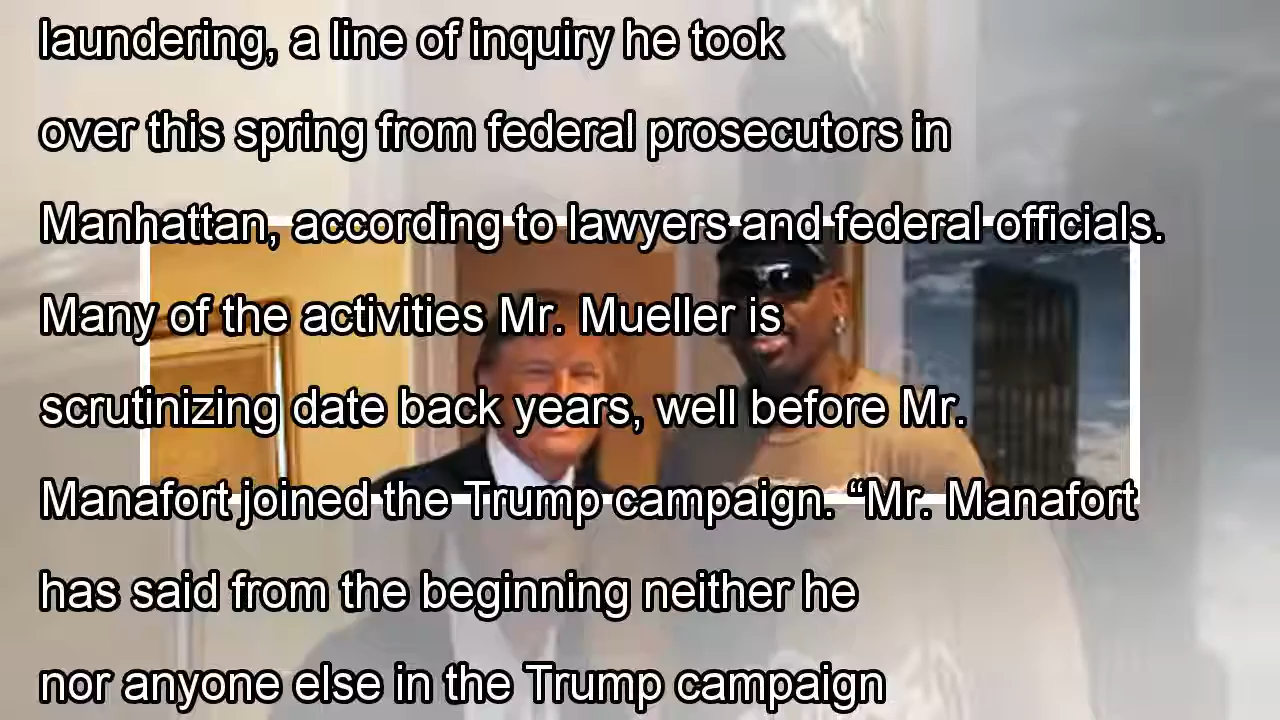 laundering, a line of inquiry he took
over this spring from federal prosecutors in
Manhattan, according to lawyers and federal officials.
Many of the activities Mr. Mueller is
scrutinizing date back years, well before Mr.
Manafort joined the Trump campaign. “Mr. Manafort
has said from the beginning neither he
nor anyone else in the Trump campaign